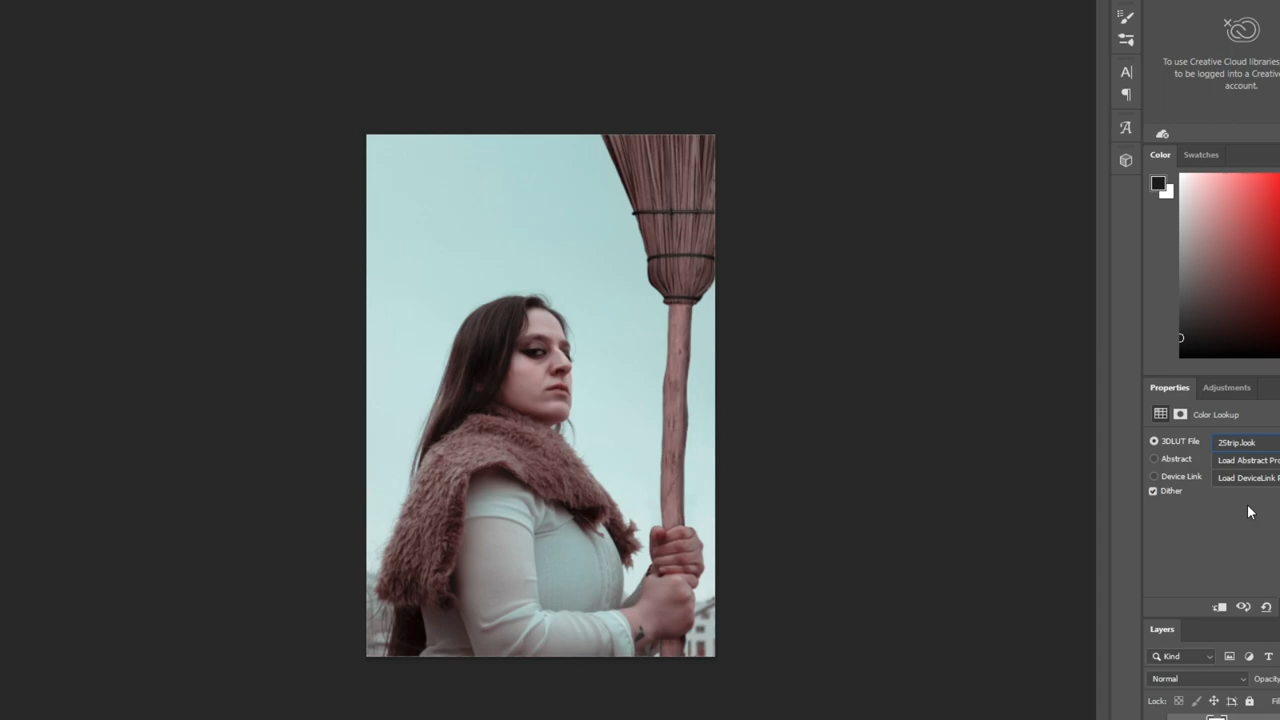 To use Creative Cloud libraries
to be logged into a Creative
account.
Color Swatches
Properties Adjustments
Color Lookup
3DLUT File 2Strip.look
Abstract Load Abstract Pro
Device Link Load DeviceLink P
Dither
Layers
Kind T
Normal Opacity
Lock: Fi